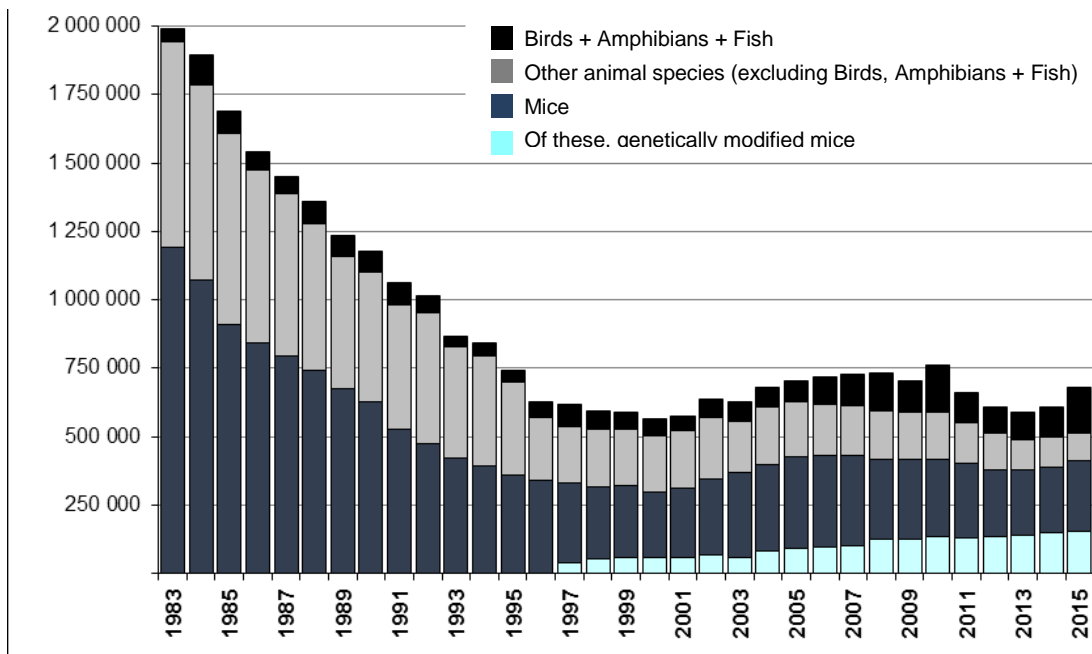 2 000 000
1 750 000
1 500 000
1 250 000
1 000 000
750 000
500 000
250 000
Birds + Amphibians + Fish
Other animal species (excluding Birds, Amphibians + Fish)
Mice
Of these, genetically modified mice
1983
1985
1987
1989
1991
1993
1995
1997
1999
2001
2003
2005
2007
2009
2011
2013
2015